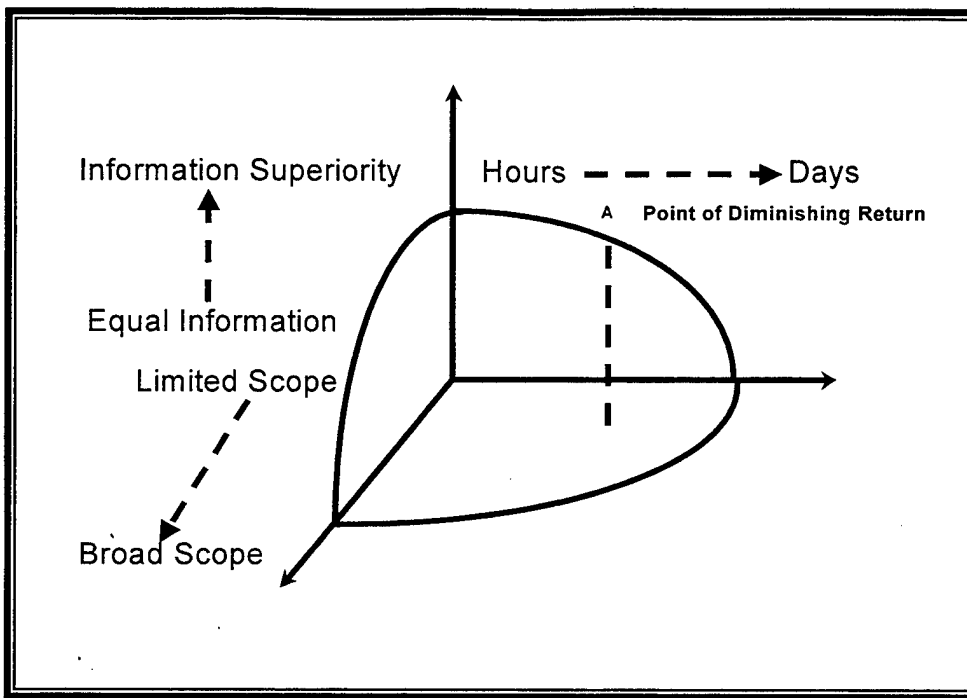 Information Superiority
Hours
Days
A
Point of Diminishing Return
Equal Information
Limited Scope
Broad Scope